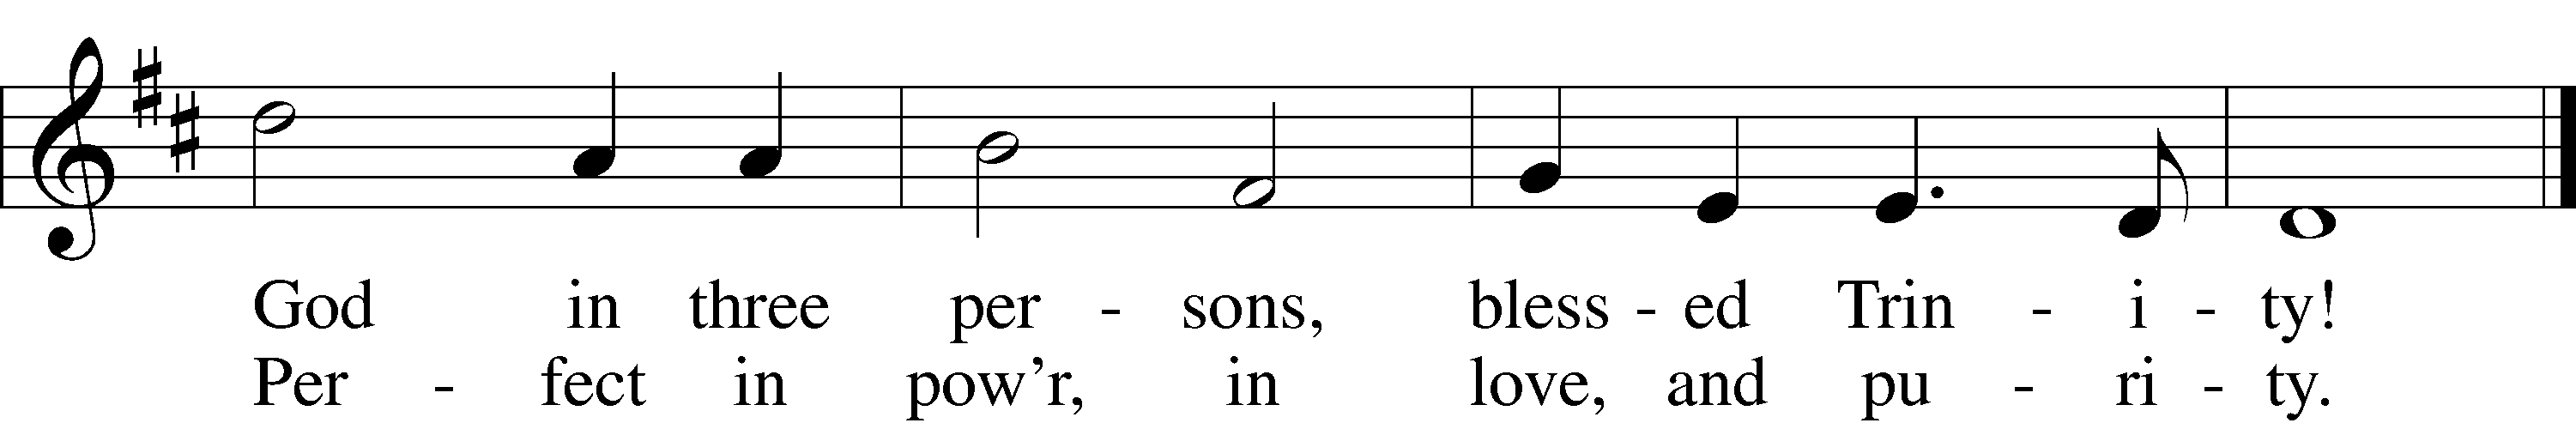 God in three per - sons, bless - ed Trin - i - ty!
Per - fect in pow’r, in love, and pu - ri - ty.